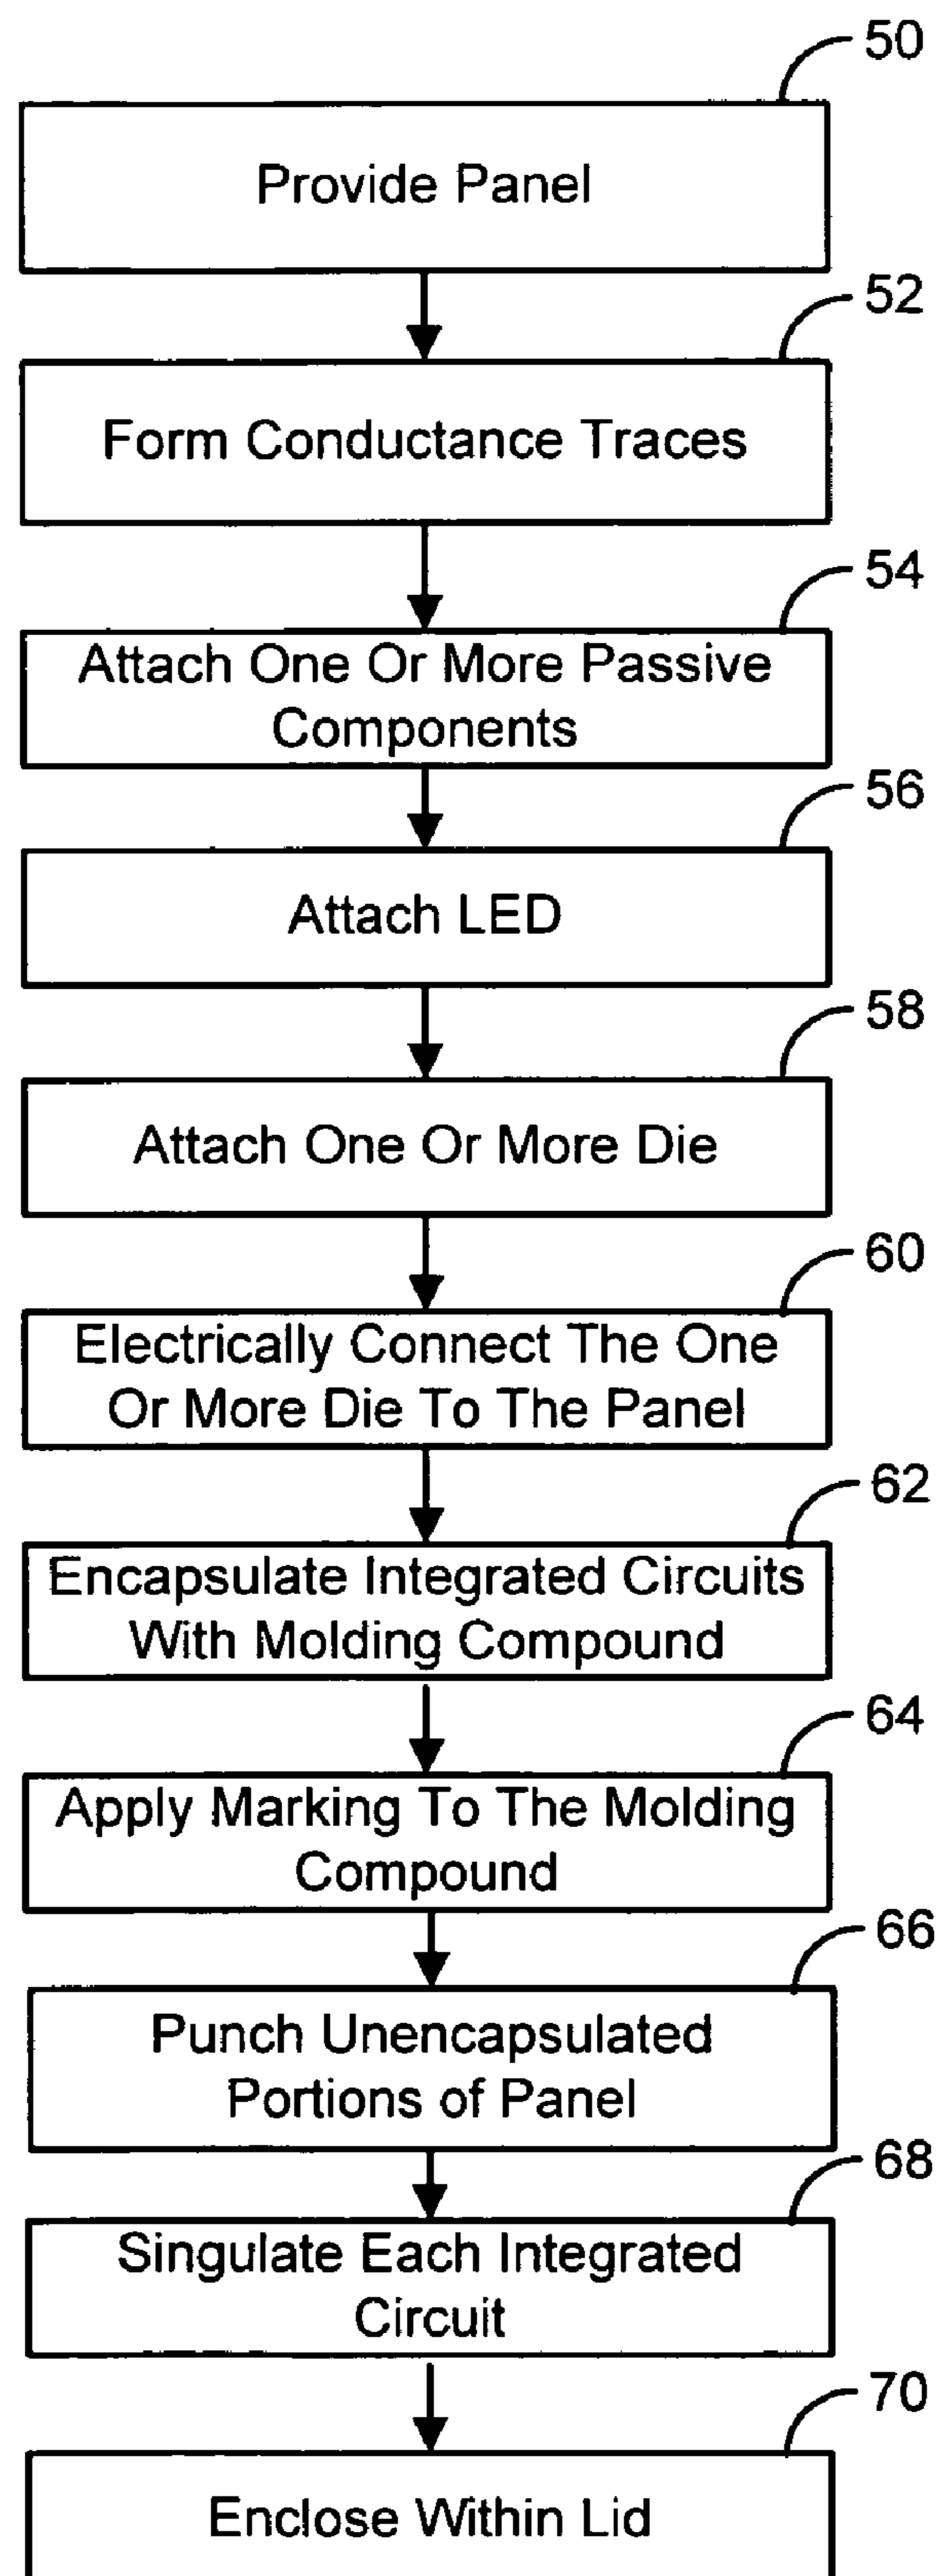 50
Provide Panel
52
Form Conductance Traces
54
Attach One Or More Passive
Components
56
Attach LED
58
Attach One Or More Die
60
Electrically Connect The One
Or More Die To The Panel
62
Encapsulate Integrated Circuits
With Molding Compound
64
Apply Marking To The Molding
Compound
66
Punch Unencapsulated
Portions of Panel
68
Singulate Each Integrated
Circuit
70
Enclose Within Lid